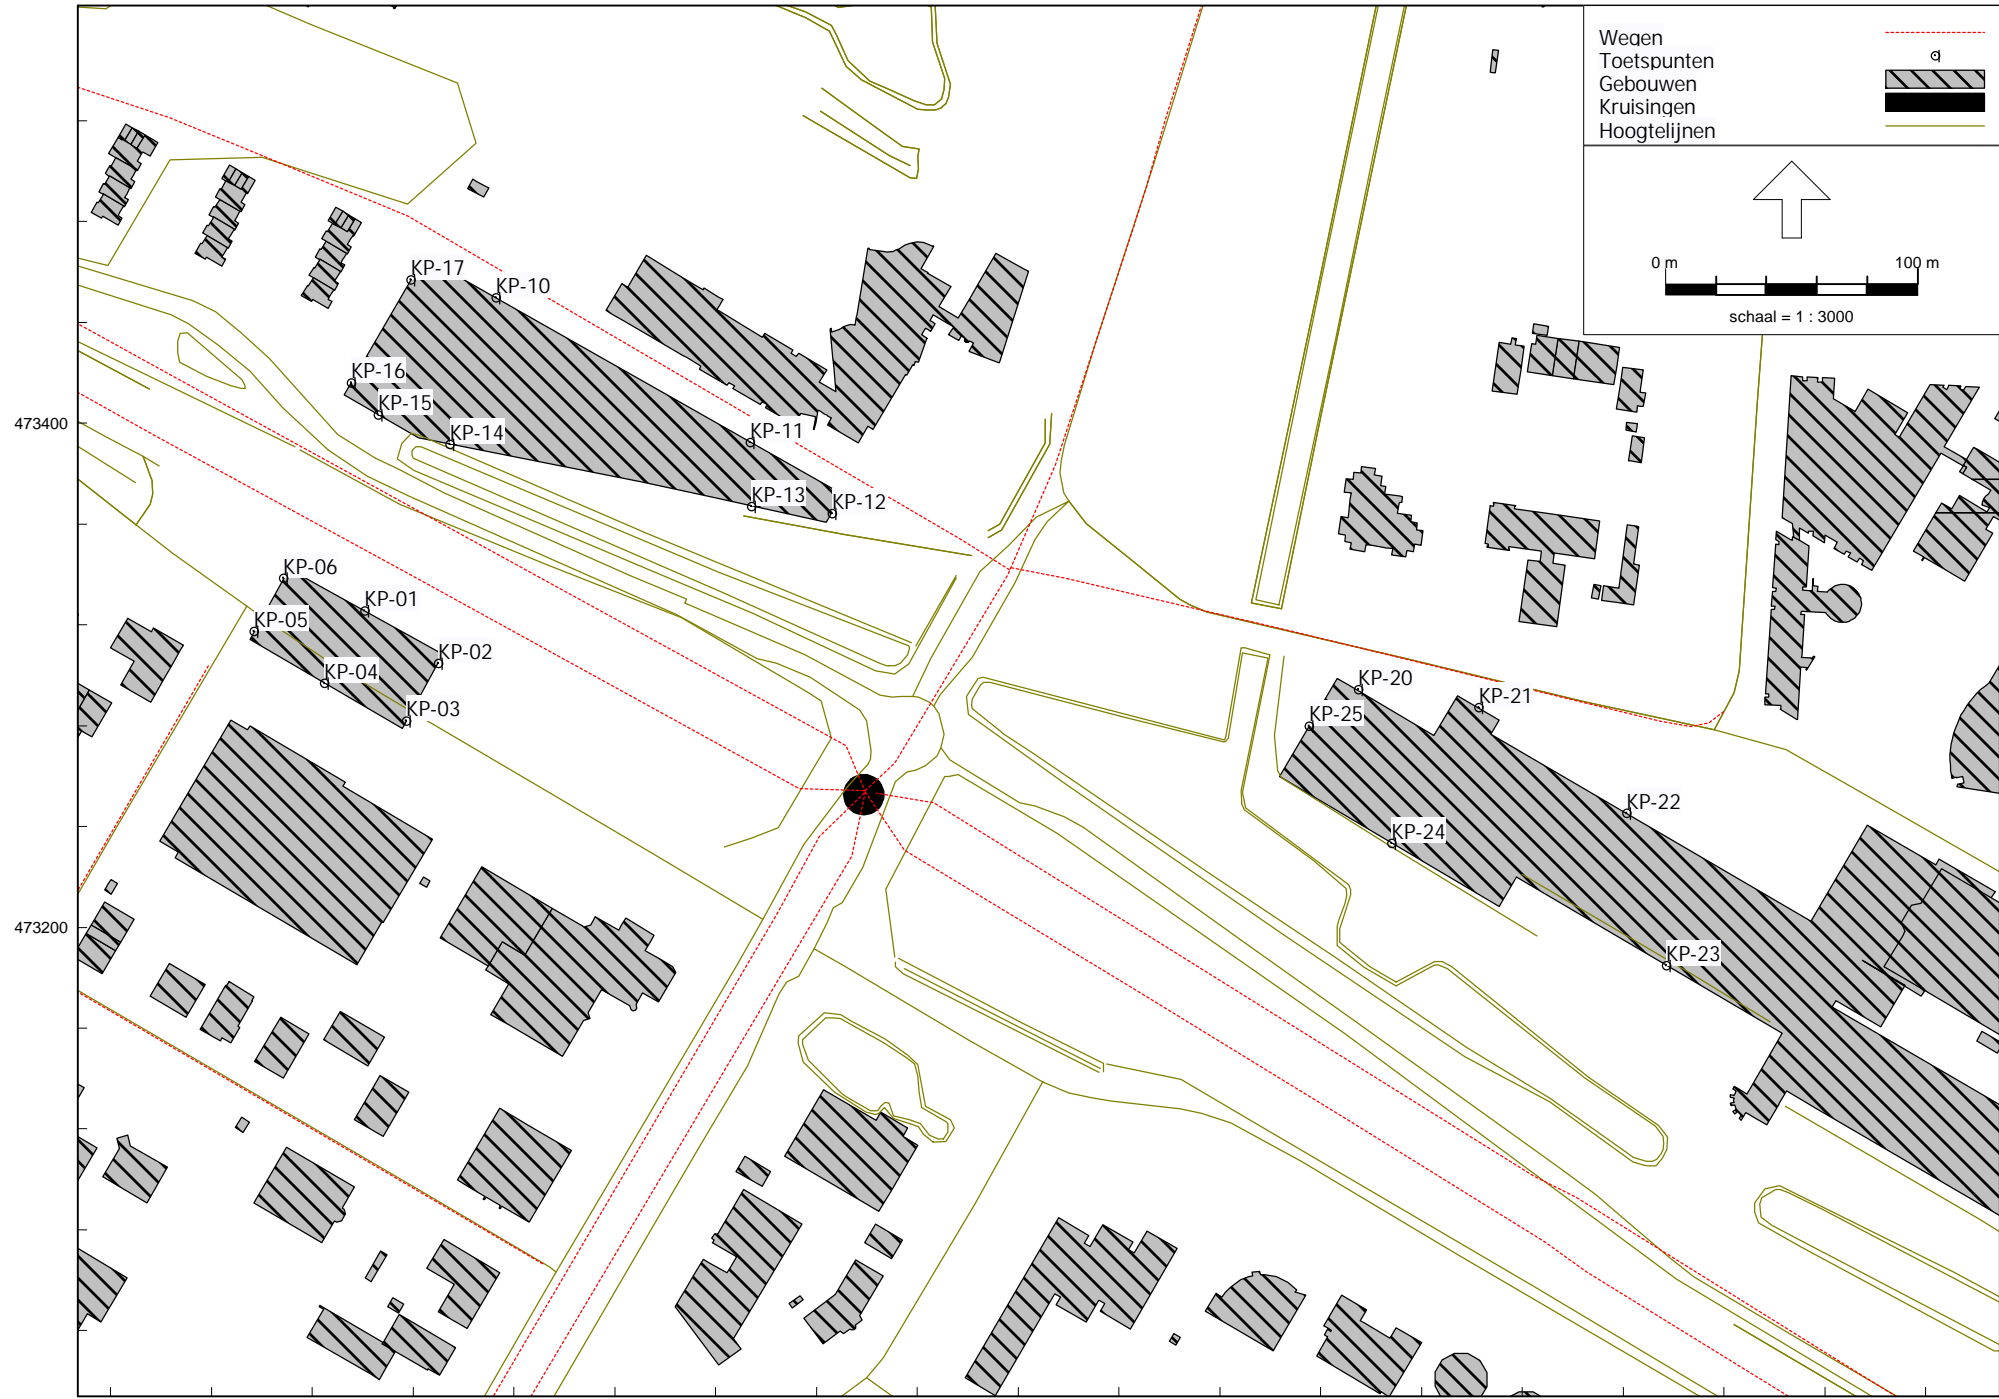 Wegen
Toetspunten
Gebouwen
Kruisingen
Hoogtelijnen
0 m 100 m
schaal = 1 : 3000
473400
473200
KP-17
KP-10
KP-16
KP-15
KP-14
KP-11
KP-13
KP-12
KP-06
KP-01
KP-05
KP-02
KP-04
KP-03
KP-20
KP-21
KP-25
KP-22
KP-24
KP-23